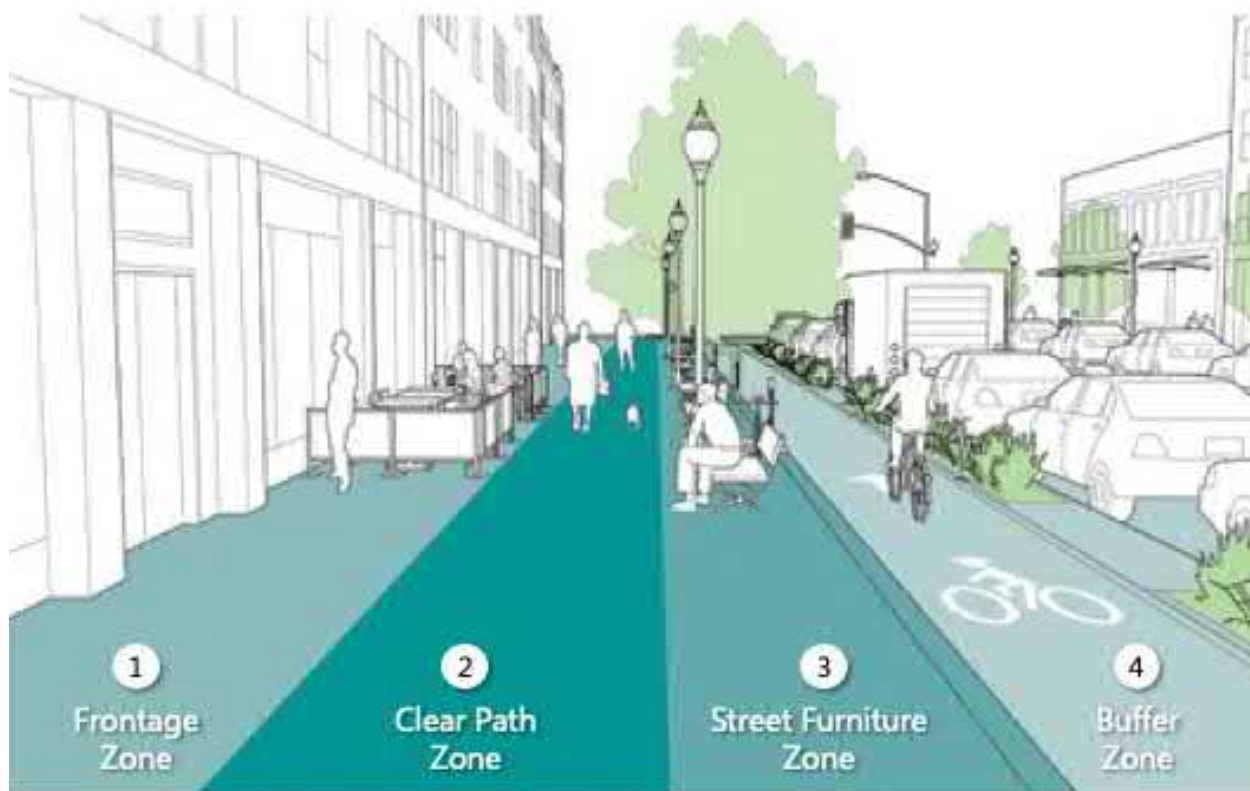 1
Frontage
Zone
2
Clear Path
Zone
3
Street Furniture
Zone
4
Buffer
Zone